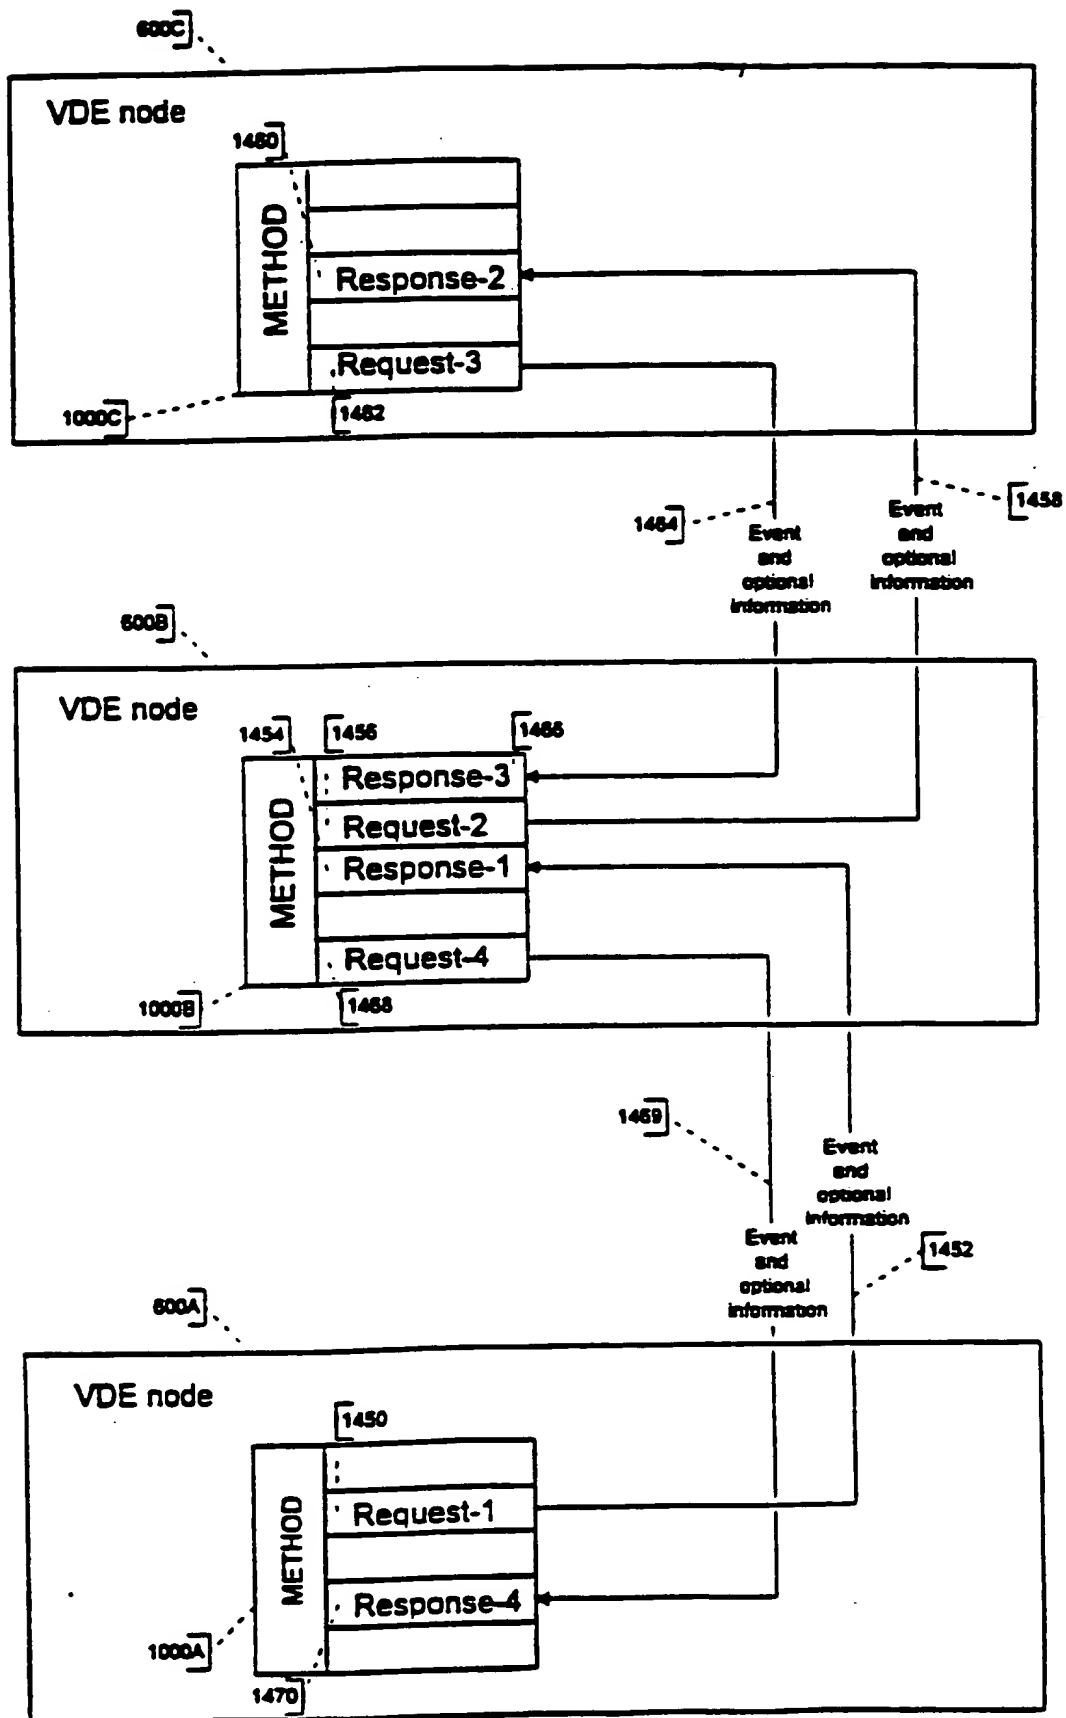 600C
VDE node
1460
METHOD
Response-2
Request-3
1000C
1462
1464
1458
Event
and
optional
information
Event
and
optional
information
600B
VDE node
1454
1456
1466
METHOD
Response-3
Request-2
Response-1
Request-4
1000B
1468
1469
Event
and
optional
information
Event
and
optional
information
1452
600A
VDE node
1450
METHOD
Request-1
Response-4
1000A
1470